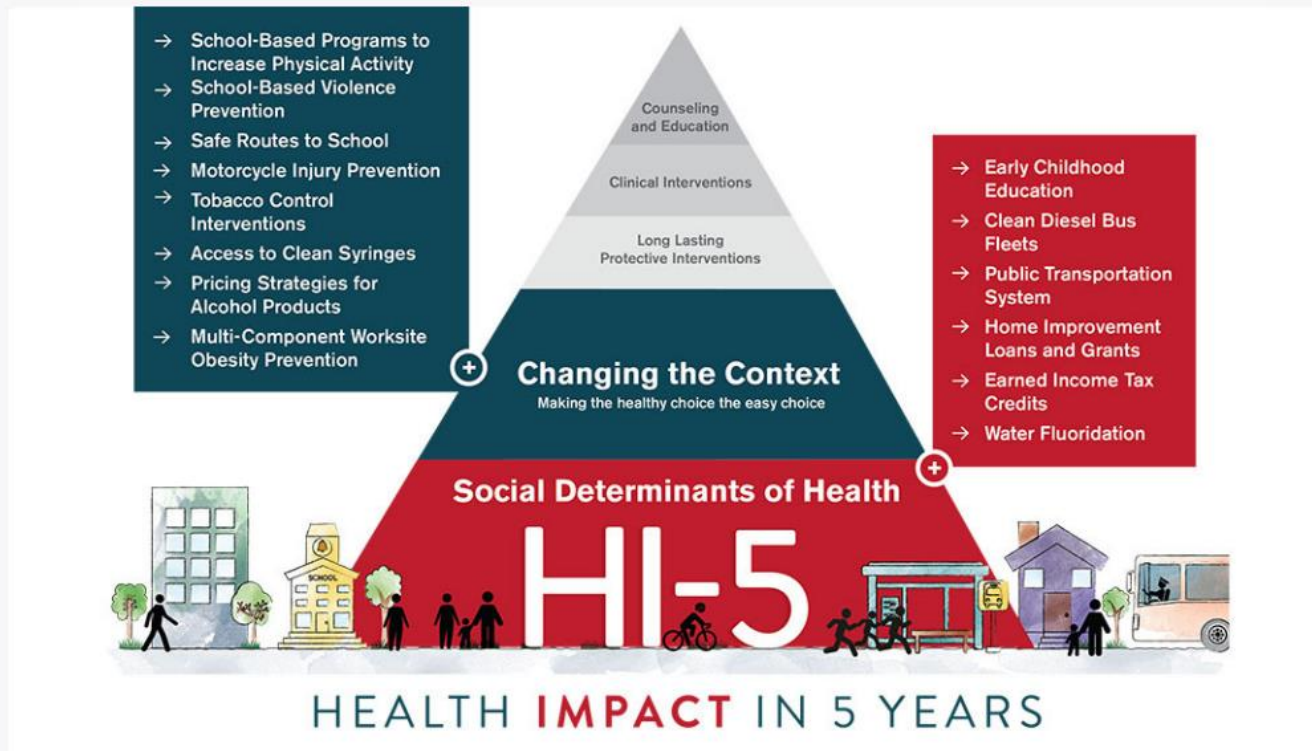 → School-Based Programs to
Increase Physical Activity
→ School-Based Violence
Prevention
→ Safe Routes to School
→ Motorcycle Injury Prevention
→ Tobacco Control
Interventions
→ Access to Clean Syringes
→ Pricing Strategies for
Alcohol Products
→ Multi-Component Worksite
Obesity Prevention
Counseling
and Education
Clinical Interventions
Long Lasting
Protective Interventions
Changing the Context
Making the healthy choice the easy choice
→ Early Childhood
Education
→ Clean Diesel Bus
Fleets
→ Public Transportation
System
→ Home Improvement
Loans and Grants
→ Earned Income Tax
Credits
→ Water Fluoridation
Social Determinants of Health
HI-5
SCHOOL
HEALTH IMPACT IN 5 YEARS